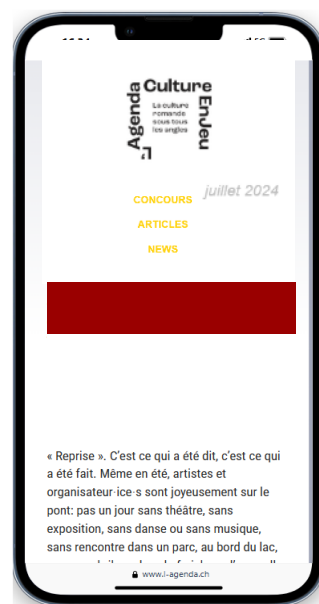 Agenda
Culture
EnJeu
La culture
romande
sous tous
les angles
juillet 2024
CONCOURS
ARTICLES
NEWS
« Reprise ». C'est ce qui a été dit, c'est ce qui
a été fait. Même en été, artistes et
organisateur·ice·s sont joyeusement sur le
pont: pas un jour sans théâtre, sans
exposition, sans danse ou sans musique,
sans rencontre dans un parc, au bord du lac,
www.l-agenda.ch